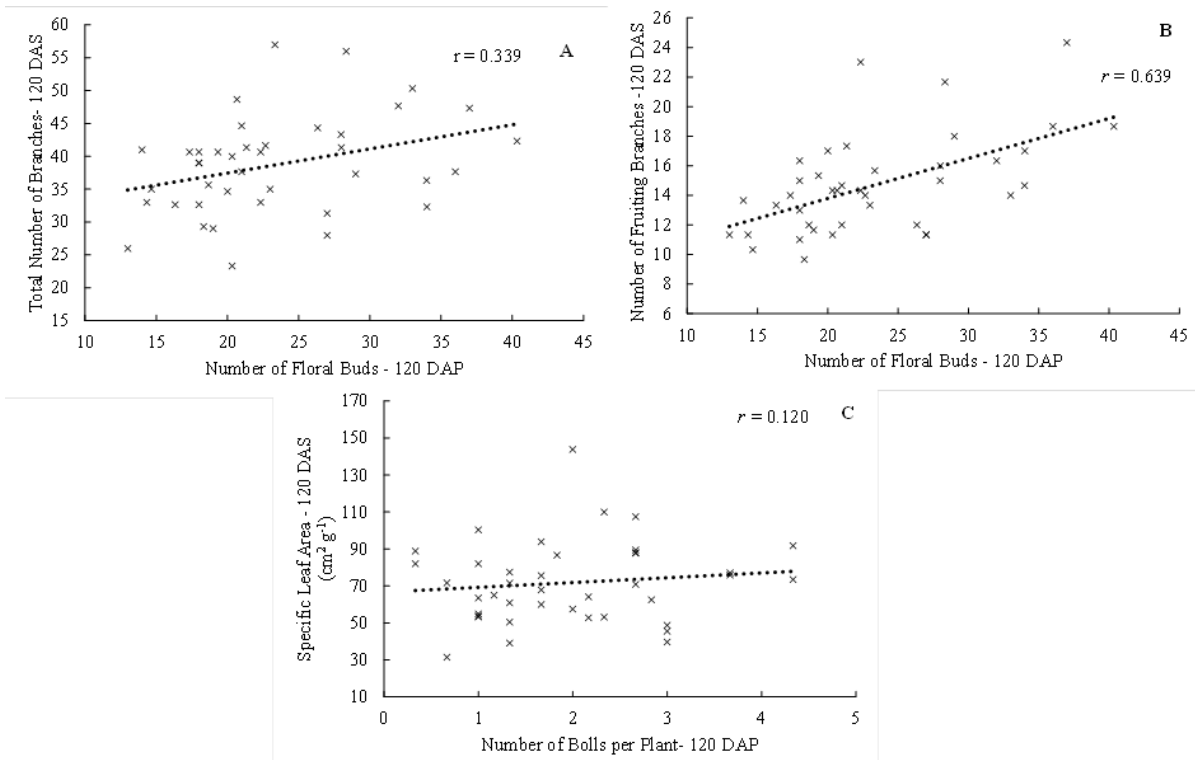 Total Number of Branches- 120 DAS
60
55
50
45
40
35
30
25
20
15
r = 0.339
A
10 15 20 25 30 35 40 45
Number of Floral Buds - 120 DAP
Number of Fruiting Branches -120 DAS
26
24
22
20
18
16
14
12
10
8
6
B
r = 0.639
10 15 20 25 30 35 40 45
Number of Floral Buds - 120 DAP
Specific Leaf Area - 120 DAS
(cm² g⁻¹)
170
150
130
110
90
70
50
30
10
r = 0.120
C
0 1 2 3 4 5
Number of Bolls per Plant- 120 DAP